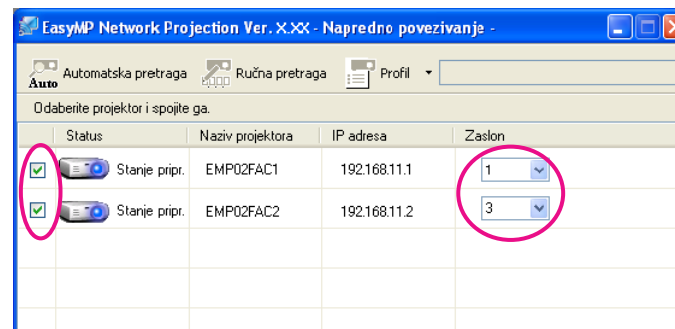 EasyMP Network Projection Ver. X.XX - Napredno povezivanje -
Auto Automatska pretraga Ručna pretraga Profil
Odaberite projektor i spojite ga.
Status Naziv projektora IP adresa Zaslon
Stanje pripr. EMP02FAC1 192.168.11.1 1
Stanje pripr. EMP02FAC2 192.168.11.2 3